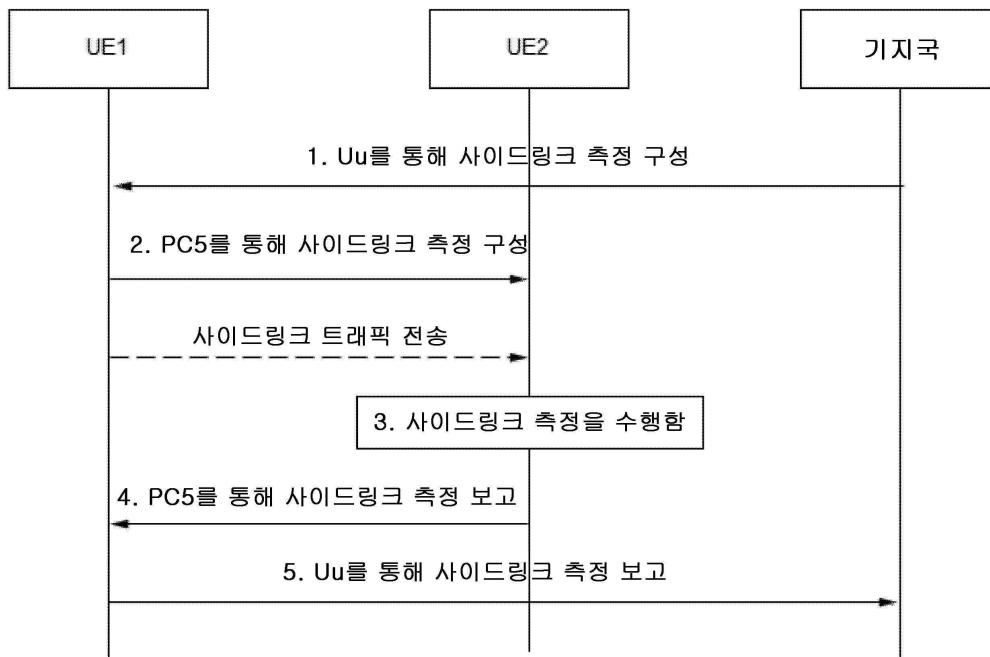 UE1
UE2
기지국
1. Uu를 통해 사이드링크 측정 구성
2. PC5를 통해 사이드링크 측정 구성
사이드링크 트래픽 전송
3. 사이드링크 측정을 수행함
4. PC5를 통해 사이드링크 측정 보고
5. Uu를 통해 사이드링크 측정 보고